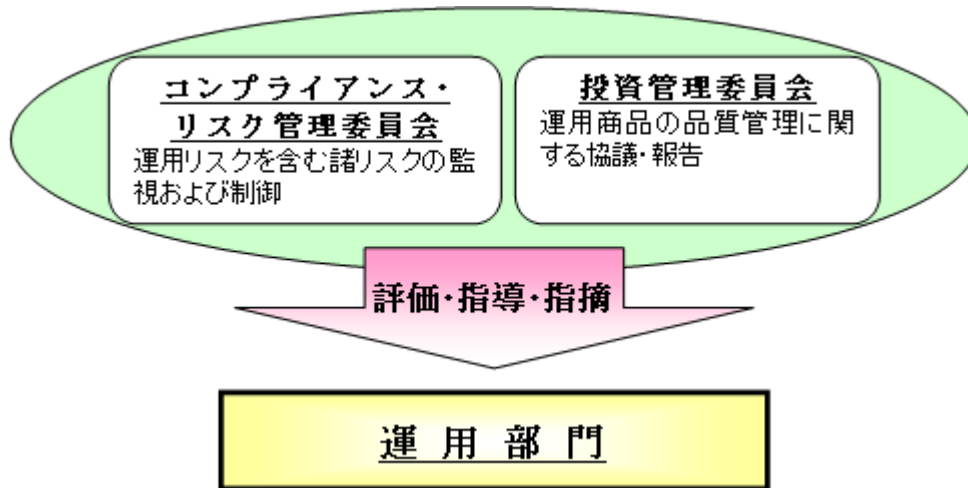 コンプライアンス・
リスク管理委員会
運用リスクを含む諸リスクの監
視および制御
投資管理委員会
運用商品の品質管理に関
する協議・報告
評価・指導・指摘
運用部門